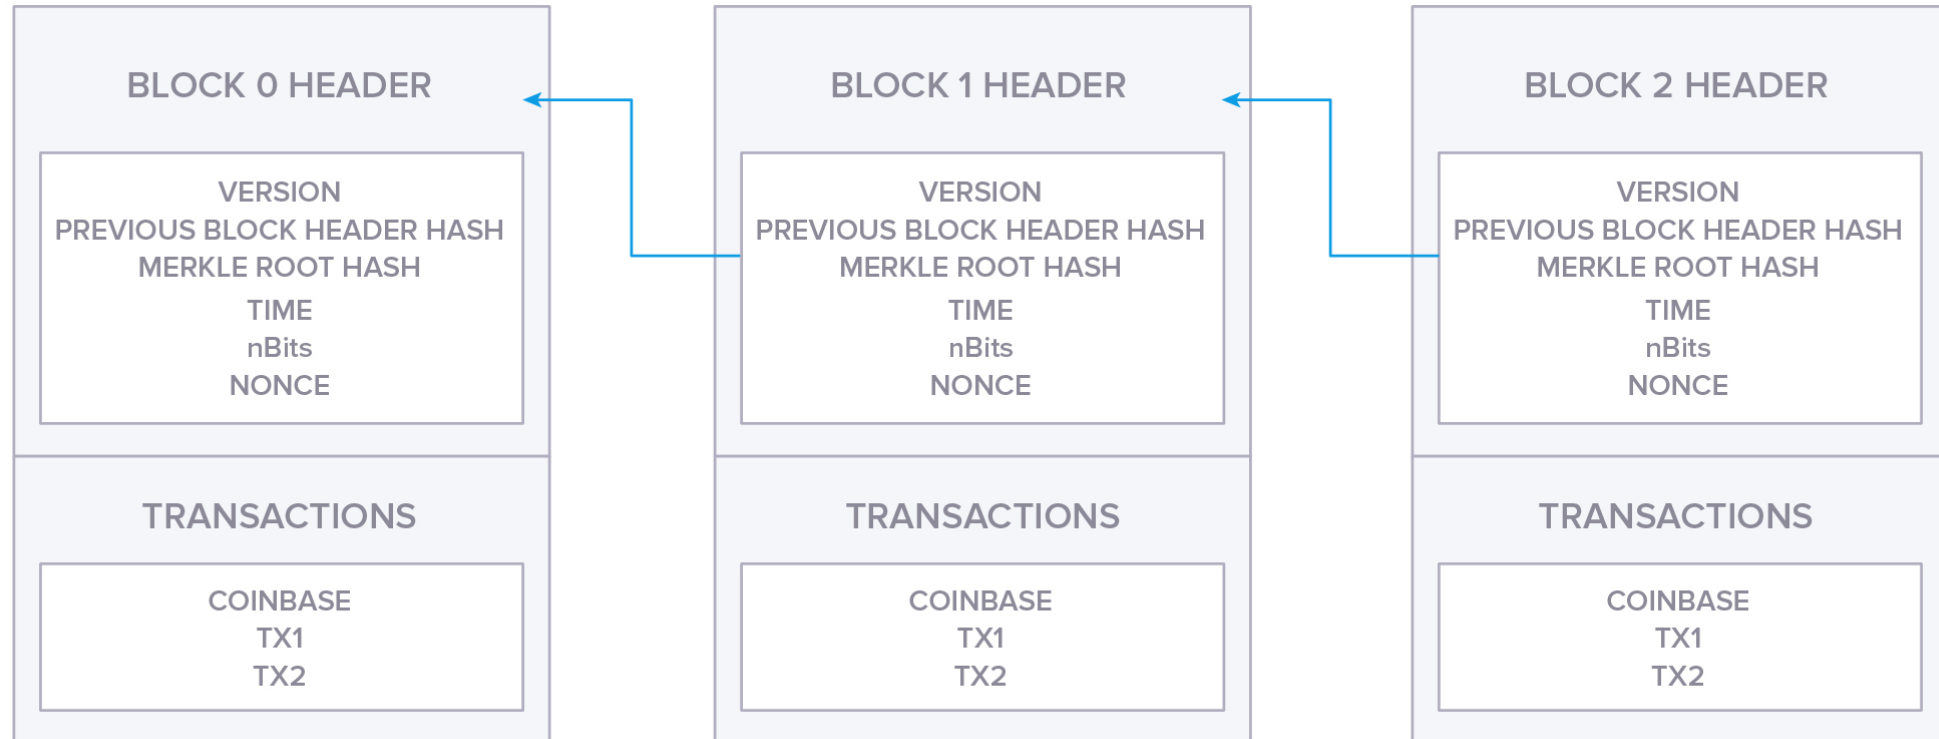 BLOCK 0 HEADER
VERSION
PREVIOUS BLOCK HEADER HASH
MERKLE ROOT HASH
TIME
nBits
NONCE
TRANSACTIONS
COINBASE
TX1
TX2
BLOCK 1 HEADER
VERSION
PREVIOUS BLOCK HEADER HASH
MERKLE ROOT HASH
TIME
nBits
NONCE
TRANSACTIONS
COINBASE
TX1
TX2
BLOCK 2 HEADER
VERSION
PREVIOUS BLOCK HEADER HASH
MERKLE ROOT HASH
TIME
nBits
NONCE
TRANSACTIONS
COINBASE
TX1
TX2